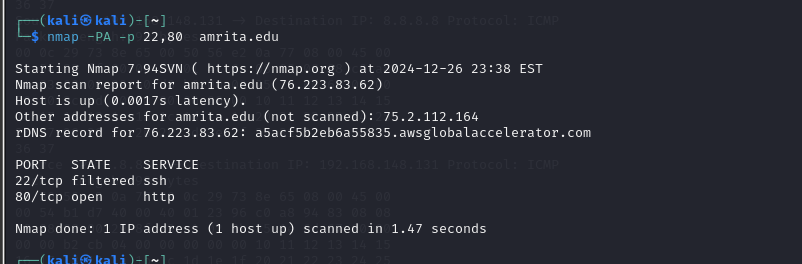 ┌──(kali㉿kali)-[~]
└─$ nmap -PA -p 22,80  amrita.edu
Starting Nmap 7.94SVN ( https://nmap.org ) at 2024-12-26 23:38 EST
Nmap scan report for amrita.edu (76.223.83.62)
Host is up (0.0017s latency).
Other addresses for amrita.edu (not scanned): 75.2.112.164
rDNS record for 76.223.83.62: a5acf5b2eb6a55835.awsglobalaccelerator.com
PORT   STATE    SERVICE
22/tcp filtered ssh
80/tcp open     http
Nmap done: 1 IP address (1 host up) scanned in 1.47 seconds
┌──(kali㉿kali)-[~]